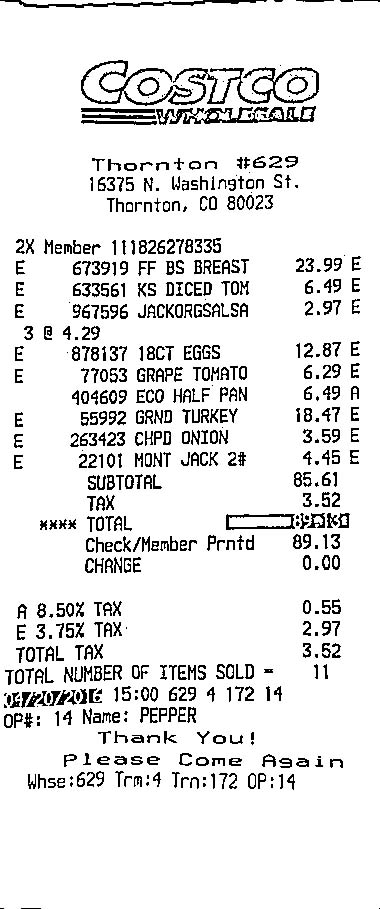 COSTCO
WHOLESALE
Thornton #629
16375 N. Washington St.
Thornton, CO 80023
2X Member 111826278335
E 673919 FF BS BREAST 23.99 E
E 633561 KS DICED TOM 6.49 E
E 967596 JACKORGSALSA 2.97 E
3 @ 4.29
E 878137 18CT EGGS 12.87 E
E 77053 GRAPE TOMATO 6.29 E
404609 ECO HALF PAN 6.49 A
E 55992 GRND TURKEY 18.47 E
E 263423 CHPD ONION 3.59 E
E 22101 MONT JACK 2# 4.45 E
SUBTOTAL 85.61
TAX 3.52
**** TOTAL 89.13
Check/Member Prntd 89.13
CHANGE 0.00
A 8.50% TAX 0.55
E 3.75% TAX 2.97
TOTAL TAX 3.52
TOTAL NUMBER OF ITEMS SOLD = 11
04/20/2016 15:00 629 4 172 14
OP#: 14 Name: PEPPER
Thank You!
Please Come Again
Whse:629 Trm:4 Trn:172 OP:14